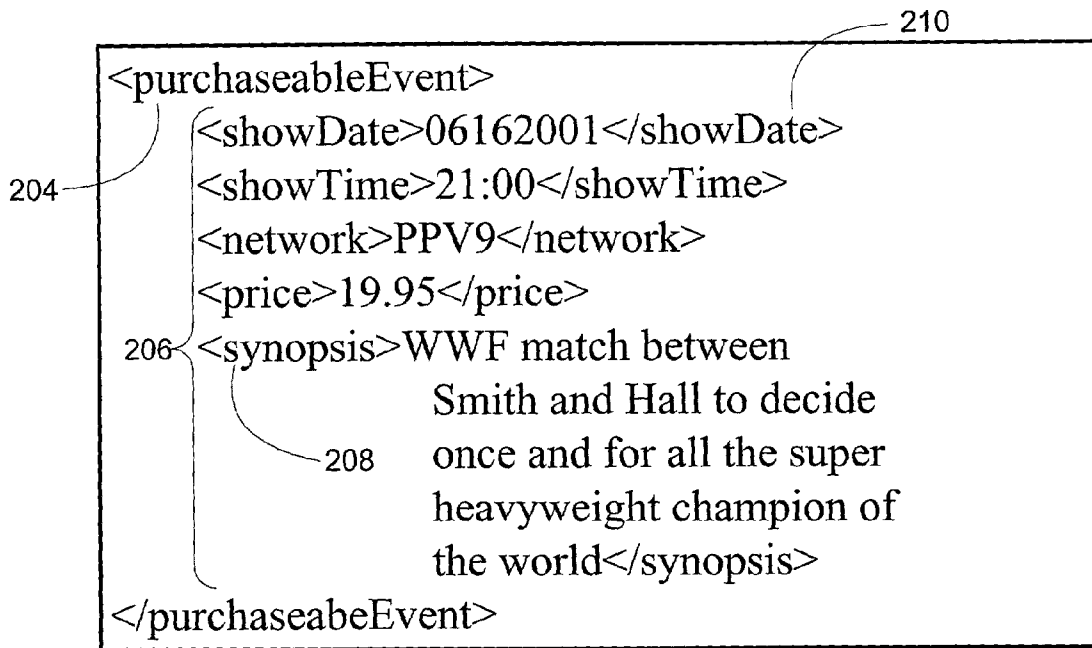 210
<purchaseableEvent>
<showDate>06162001</showDate>
204
<showTime>21:00</showTime>
<network>PPV9</network>
<price>19.95</price>
206
<synopsis>WWF match between
Smith and Hall to decide
208
once and for all the super
heavyweight champion of
the world</synopsis>
</purchaseabeEvent>